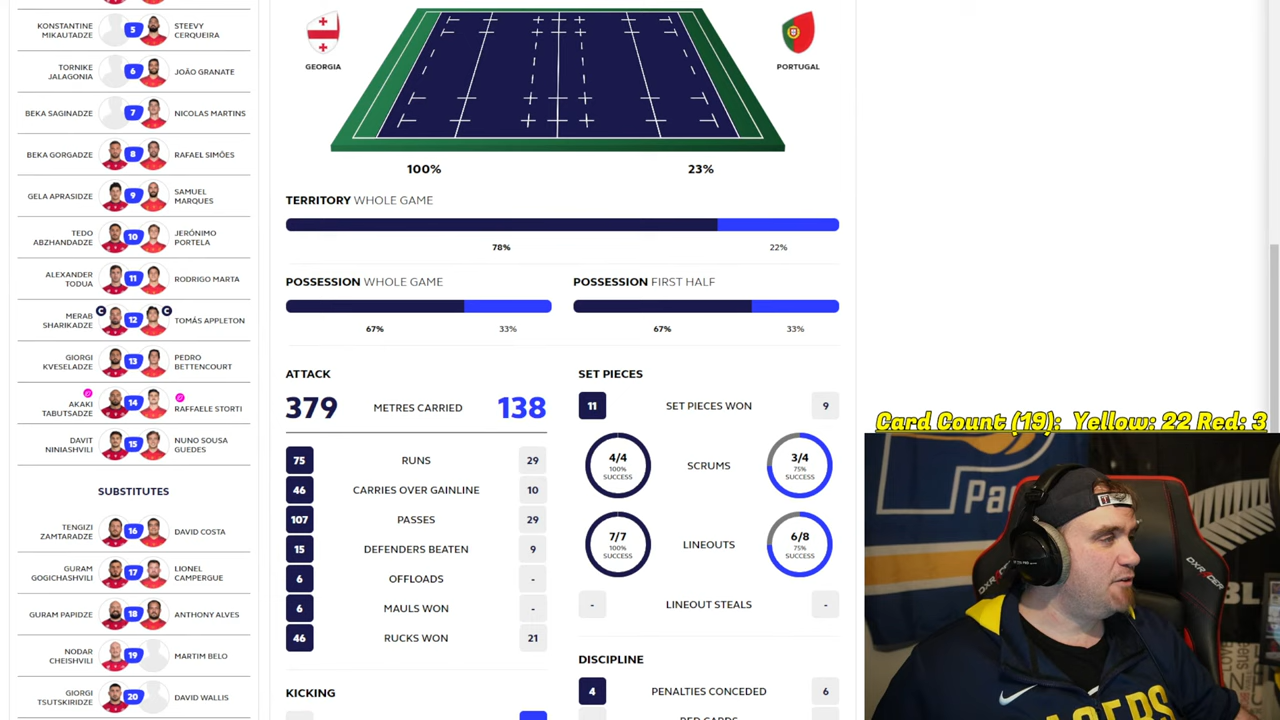 KONSTANTINE
MIKAUTADZE
5
STEEVY
CERQUEIRA
TORNIKE
JALAGONIA
6
JOÃO GRANATE
BEKA SAGINADZE
7
NICOLAS MARTINS
BEKA GORGADZE
8
RAFAEL SIMÕES
GELA APRASIDZE
9
SAMUEL
MARQUES
TEDO
ABZHANDADZE
10
JERÓNIMO
PORTELA
ALEXANDER
TODUA
11
RODRIGO MARTA
MERAB
SHARIKADZE
C
12
C
TOMÁS APPLETON
GIORGI
KVESELADZE
13
PEDRO
BETTENCOURT
AKAKI
TABUTSADZE
14
RAFFAELE STORTI
DAVIT
NINIASHVILI
15
NUNO SOUSA
GUEDES
SUBSTITUTES
TENGIZI
ZAMTARADZE
16
DAVID COSTA
GURAM
GOGICHASHVILI
17
LIONEL
CAMPERGUE
GURAM PAPIDZE
18
ANTHONY ALVES
NODAR
CHEISHVILI
19
MARTIM BELO
GIORGI
TSUTSKIRIDZE
20
DAVID WALLIS
GEORGIA
PORTUGAL
100%
23%
TERRITORY WHOLE GAME
78%
22%
POSSESSION WHOLE GAME
67%
33%
POSSESSION FIRST HALF
67%
33%
ATTACK
379 METRES CARRIED 138
75 RUNS 29
46 CARRIES OVER GAINLINE 10
107 PASSES 29
15 DEFENDERS BEATEN 9
6 OFFLOADS -
6 MAULS WON -
46 RUCKS WON 21
KICKING
SET PIECES
11 SET PIECES WON 9
4/4
100%
SUCCESS
SCRUMS
3/4
75%
SUCCESS
7/7
100%
SUCCESS
LINEOUTS
6/8
75%
SUCCESS
- LINEOUT STEALS -
DISCIPLINE
4 PENALTIES CONCEDED 6
RED CARDS
Card Count (19): Yellow: 22 Red: 3
Pa
DXRACER